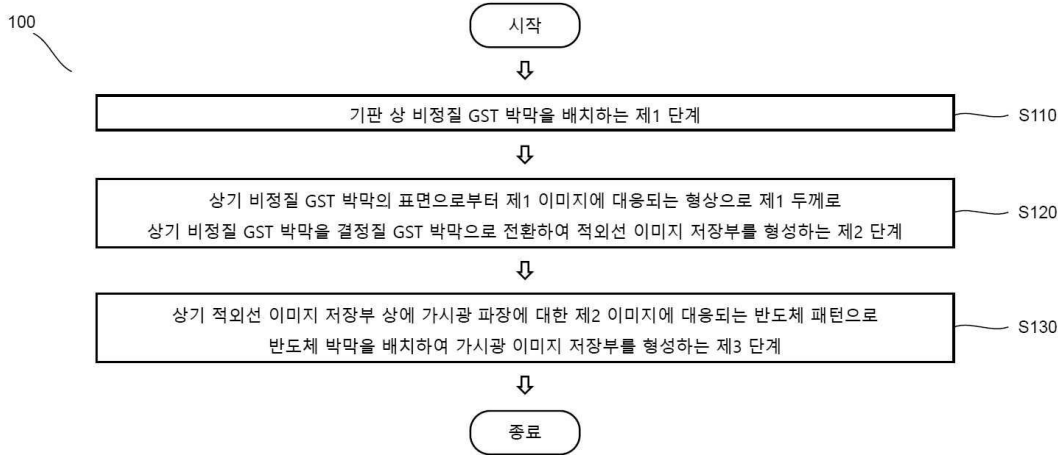 100
시작
기판 상 비정질 GST 박막을 배치하는 제1 단계
S110
상기 비정질 GST 박막의 표면으로부터 제1 이미지에 대응되는 형상으로 제1 두께로
상기 비정질 GST 박막을 결정질 GST 박막으로 전환하여 적외선 이미지 저장부를 형성하는 제2 단계
S120
상기 적외선 이미지 저장부 상에 가시광 파장에 대한 제2 이미지에 대응되는 반도체 패턴으로
반도체 박막을 배치하여 가시광 이미지 저장부를 형성하는 제3 단계
S130
종료